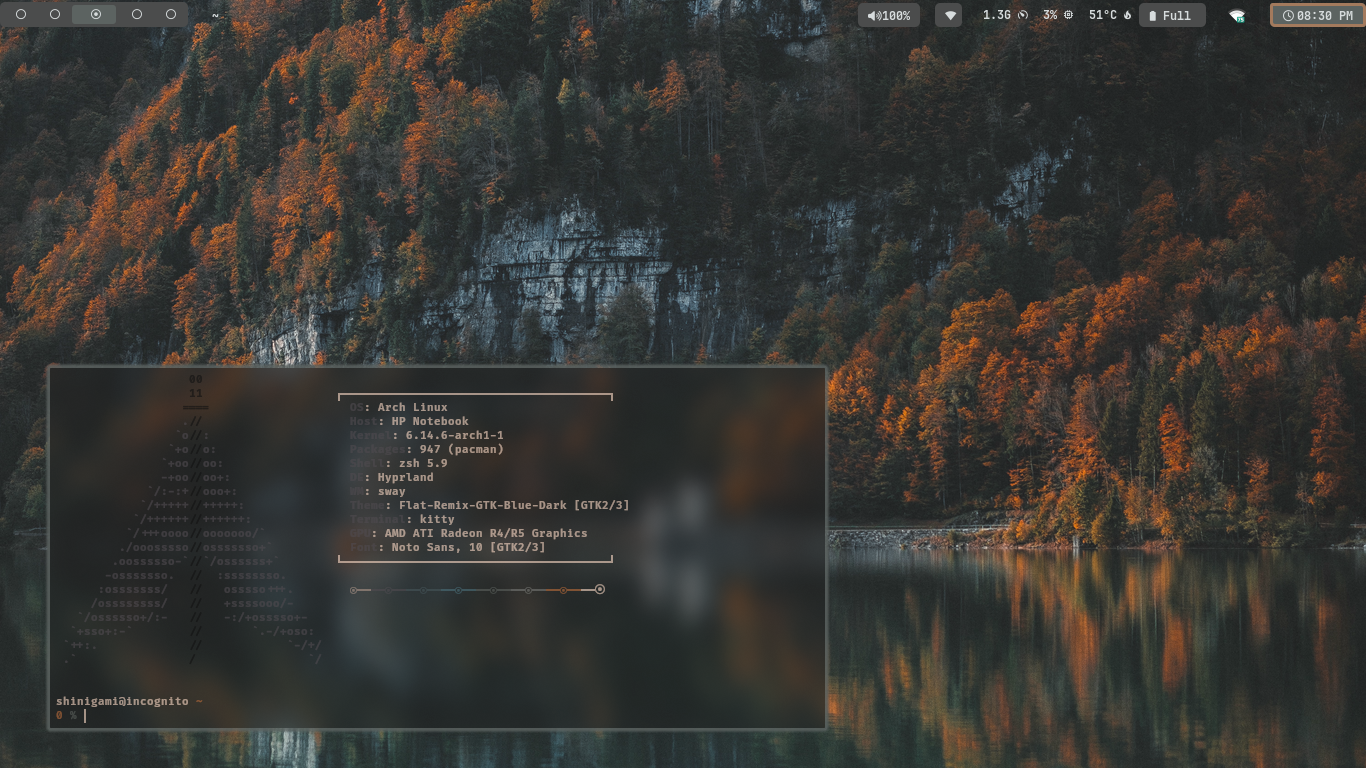 ~
100%
1.3G
3%
51°C
Full
08:30 PM
08
11
OS: Arch Linux
Host: HP Notebook
Kernel: 6.14.6-arch1-1
Packages: 947 (pacman)
Shell: zsh 5.9
DE: Hyprland
WM: sway
Theme: Flat-Remix-GTK-Blue-Dark [GTK2/3]
Terminal: kitty
GPU: AMD ATI Radeon R4/R5 Graphics
Font: Noto Sans, 10 [GTK2/3]
shinigami@incognito ~
0 %